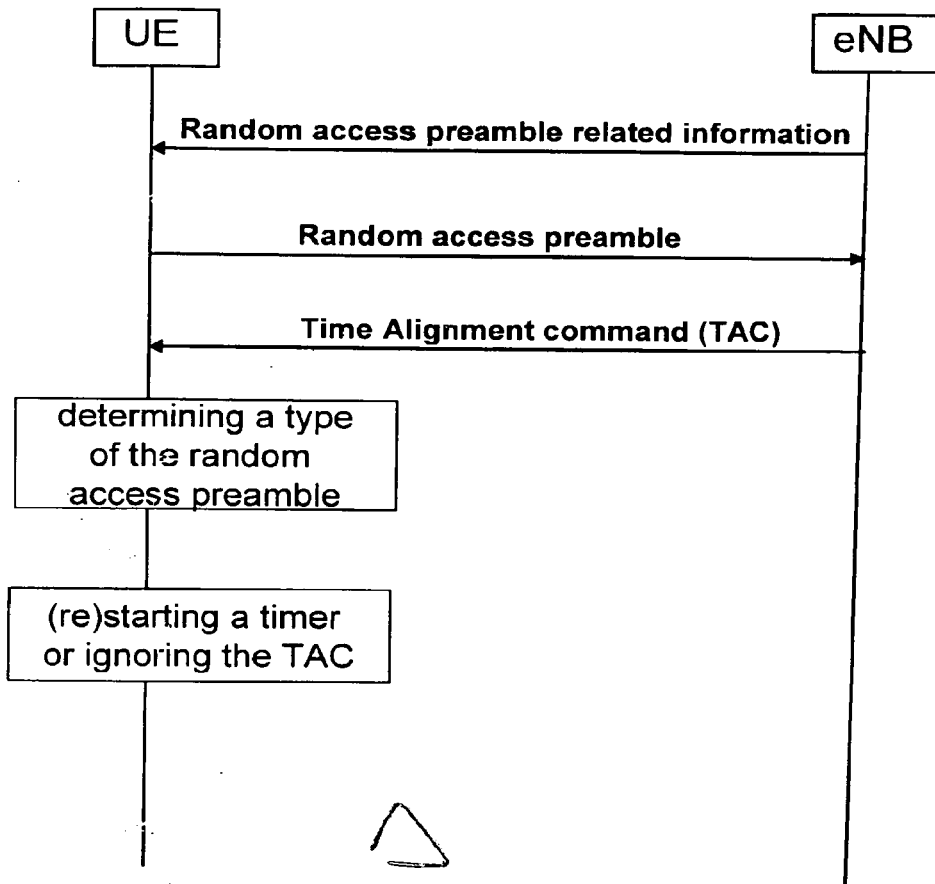 UE
eNB
Random access preamble related information
Random access preamble
Time Alignment command (TAC)
determining a type
of the random
access preamble
(re)starting a timer
or ignoring the TAC